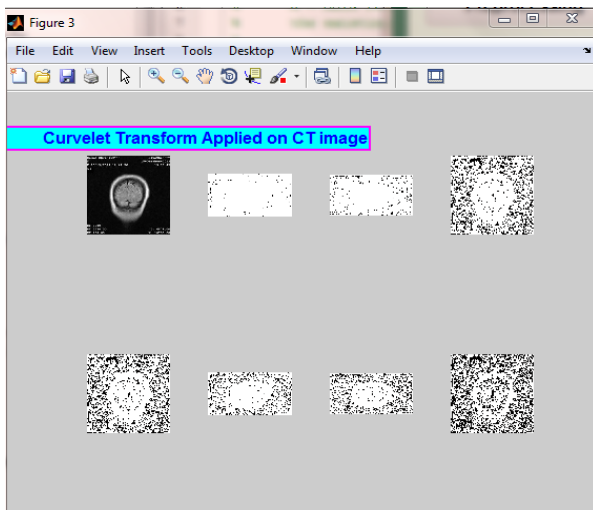 Figure 3
File Edit View Insert Tools Desktop Window Help
Curvelet Transform Applied on CT image